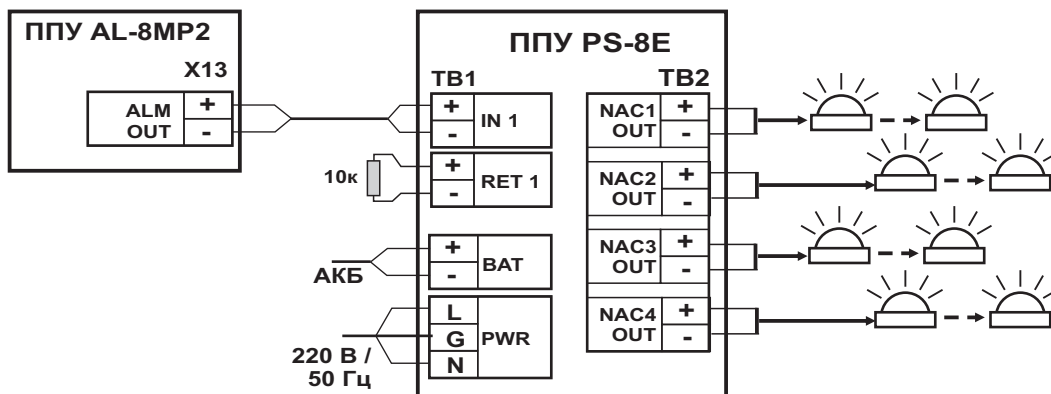 ППУ AL-8MP2
X13
ALM OUT
+
-
ППУ PS-8E
TB1
+
-
IN 1
10к
+
-
RET 1
АКБ
+
-
BAT
220 В /
50 Гц
L
G
N
PWR
TB2
NAC1
OUT
+
-
NAC2
OUT
+
-
NAC3
OUT
+
-
NAC4
OUT
+
-